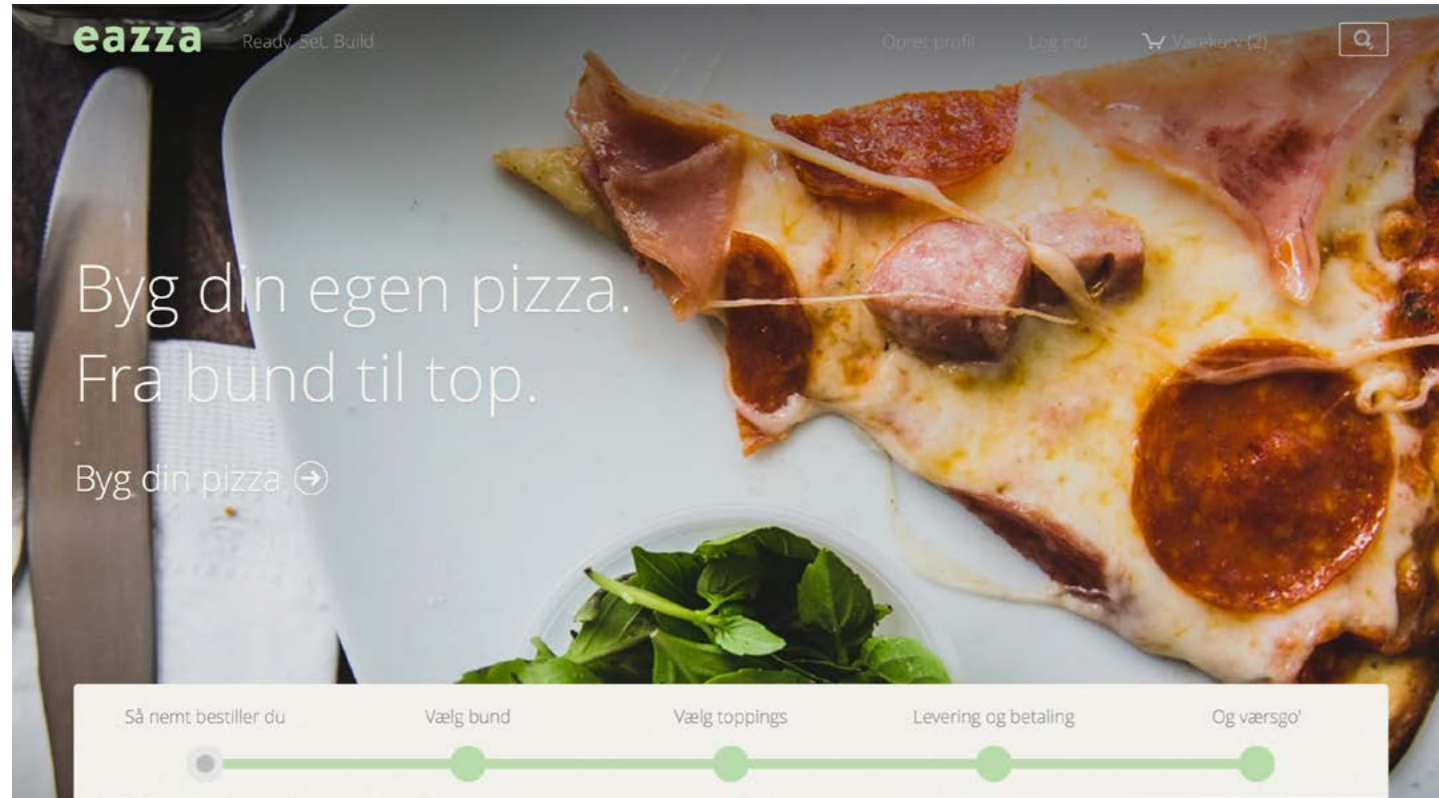 eazza
Ready. Set. Build.
Opret profil
Log ind
Varekurv (2)
Byg din egen pizza.
Fra bund til top.
Byg din pizza
Så nemt bestiller du
Vælg bund
Vælg toppings
Levering og betaling
Og værsgo'